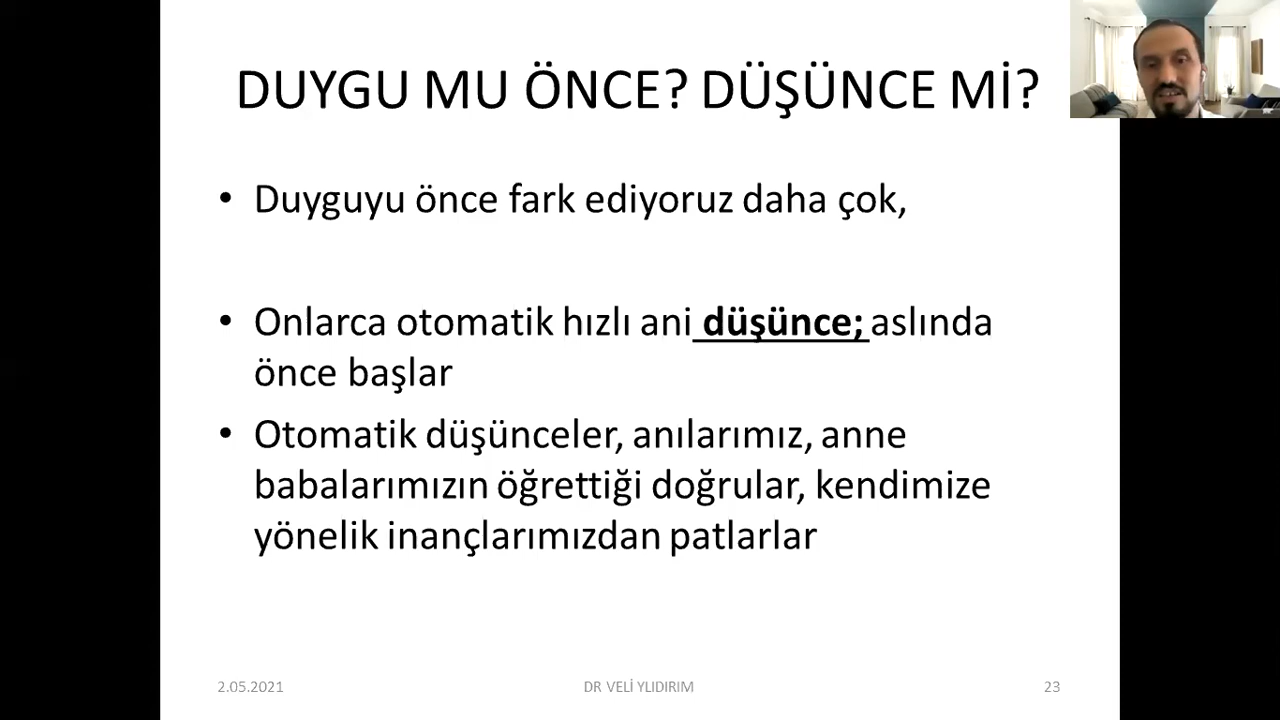 DUYGU MU ÖNCE? DÜŞÜNCE Mİ?
• Duyguyu önce fark ediyoruz daha çok,
• Onlarca otomatik hızlı ani düşünce; aslında
önce başlar
• Otomatik düşünceler, anılarımız, anne
babalarımızın öğrettiği doğrular, kendimize
yönelik inançlarımızdan patlarlar
2.05.2021 DR VELİ YLIDIRIM 23